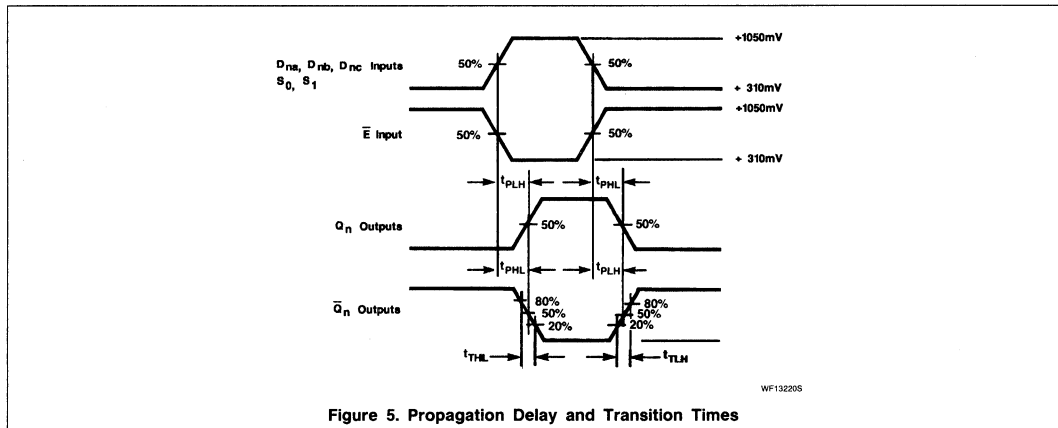 +1050mV
Dna, Dnb, Dnc Inputs
S0, S1
50%
50%
+ 310mV
+1050mV
E̅ Input
50%
50%
+ 310mV
tPLH
tPHL
Qn Outputs
50%
50%
tPHL
tPLH
Q̅n Outputs
80%
50%
20%
80%
50%
20%
tTHL
tTLH
WF13220S
Figure 5. Propagation Delay and Transition Times